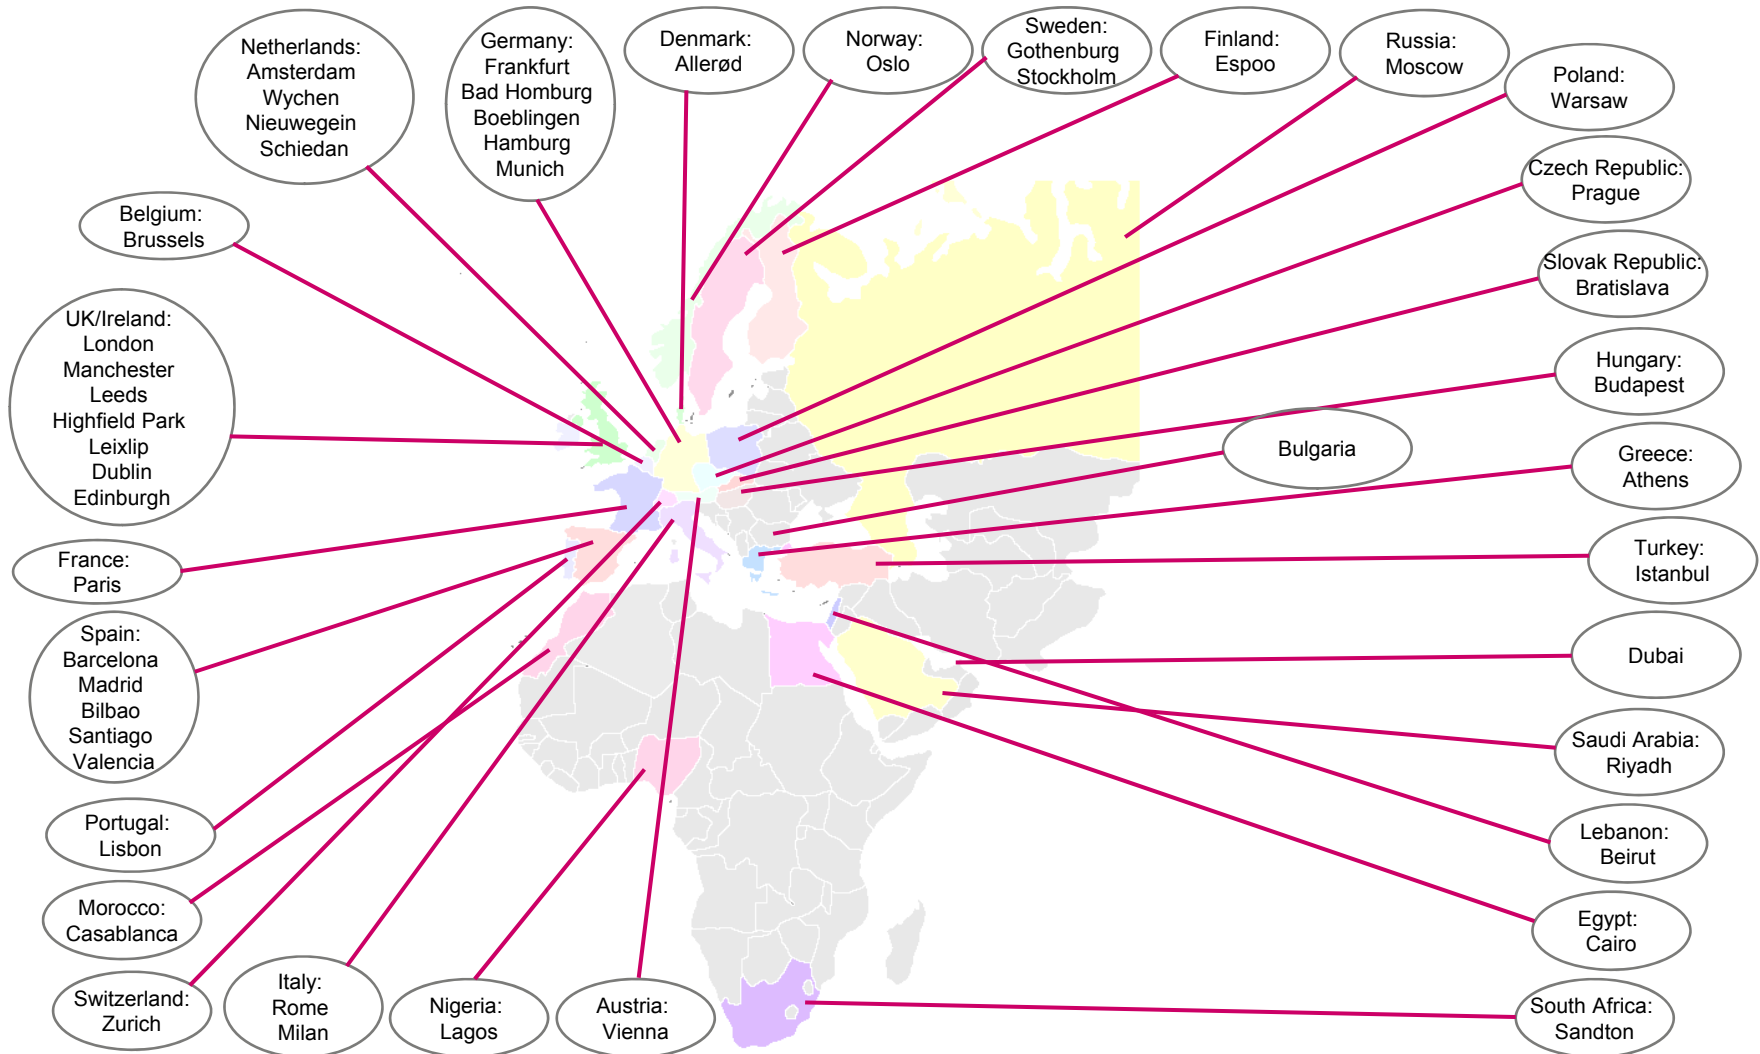 Netherlands:
Amsterdam
Wychen
Nieuwegein
Schiedan
Germany:
Frankfurt
Bad Homburg
Boeblingen
Hamburg
Munich
Denmark:
Allerød
Norway:
Oslo
Sweden:
Gothenburg
Stockholm
Finland:
Espoo
Russia:
Moscow
Poland:
Warsaw
Czech Republic:
Prague
Slovak Republic:
Bratislava
Hungary:
Budapest
Bulgaria
Greece:
Athens
Turkey:
Istanbul
Dubai
Saudi Arabia:
Riyadh
Lebanon:
Beirut
Egypt:
Cairo
South Africa:
Sandton
Belgium:
Brussels
UK/Ireland:
London
Manchester
Leeds
Highfield Park
Leixlip
Dublin
Edinburgh
France:
Paris
Spain:
Barcelona
Madrid
Bilbao
Santiago
Valencia
Portugal:
Lisbon
Morocco:
Casablanca
Switzerland:
Zurich
Italy:
Rome
Milan
Nigeria:
Lagos
Austria:
Vienna